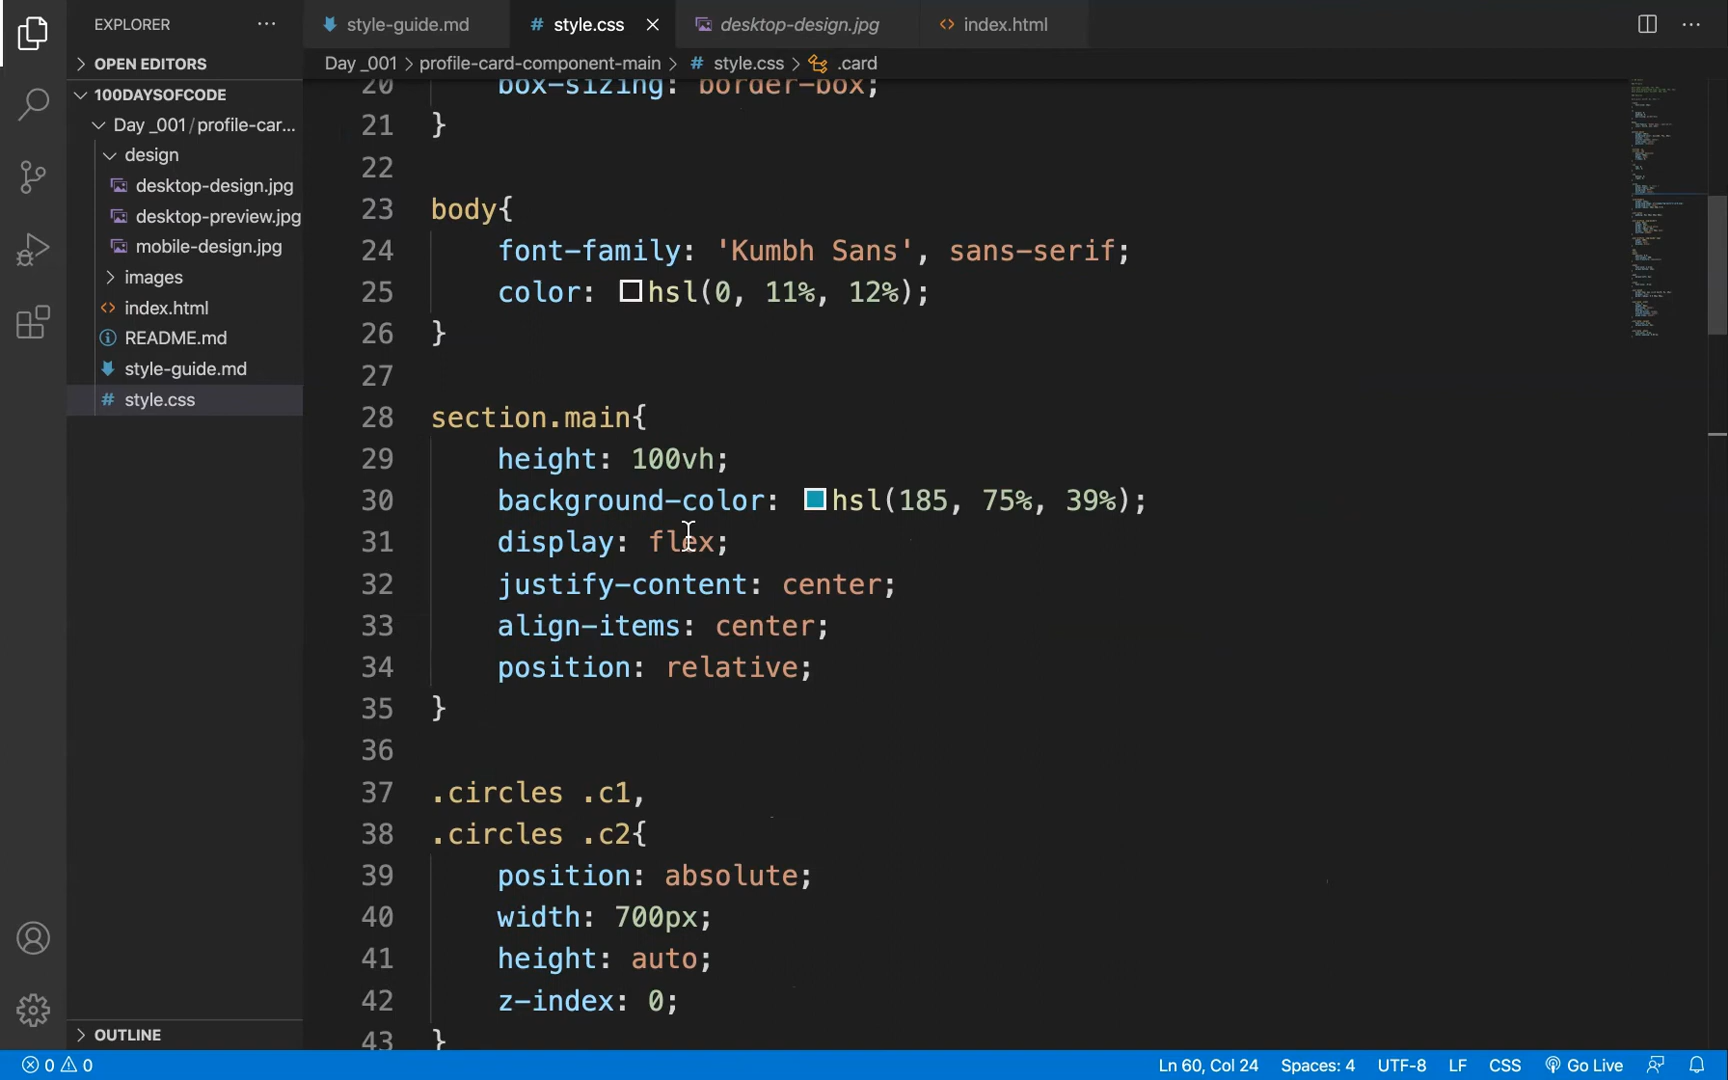 EXPLORER
style-guide.md
style.css
desktop-design.jpg
index.html
OPEN EDITORS
Day _001 > profile-card-component-main > # style.css > .card
100DAYSOFCODE
Day _001 / profile-car...
design
desktop-design.jpg
desktop-preview.jpg
mobile-design.jpg
images
index.html
README.md
style-guide.md
# style.css
OUTLINE
20 box-sizing: border-box;
21 }
22
23 body{
24 font-family: 'Kumbh Sans', sans-serif;
25 color: hsl(0, 11%, 12%);
26 }
27
28 section.main{
29 height: 100vh;
30 background-color: hsl(185, 75%, 39%);
31 display: flex;
32 justify-content: center;
33 align-items: center;
34 position: relative;
35 }
36
37 .circles .c1,
38 .circles .c2{
39 position: absolute;
40 width: 700px;
41 height: auto;
42 z-index: 0;
43 }
0 0 Ln 60, Col 24 Spaces: 4 UTF-8 LF CSS Go Live